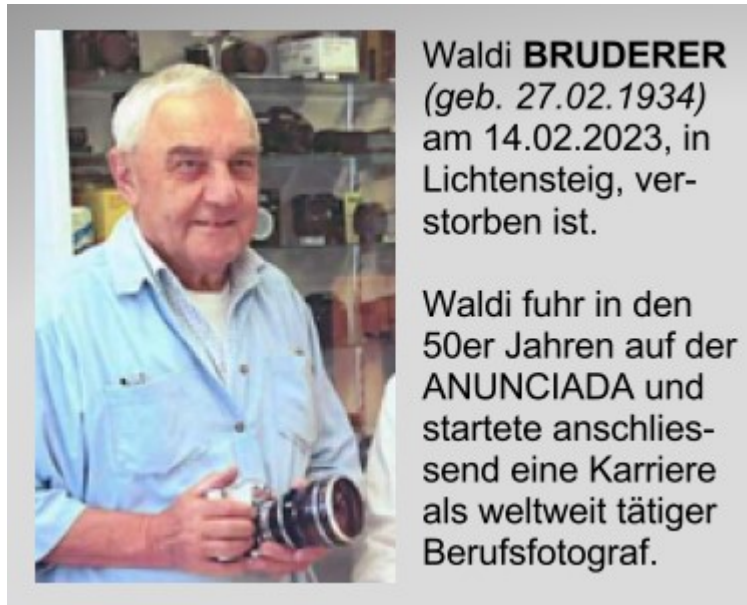 Waldi BRUDERER
(geb. 27.02.1934)
am 14.02.2023, in
Lichtensteig, ver-
storben ist.
Waldi fuhr in den
50er Jahren auf der
ANUNCIADA und
startete anschlies-
send eine Karriere
als weltweit tätiger
Berufsfotograf.